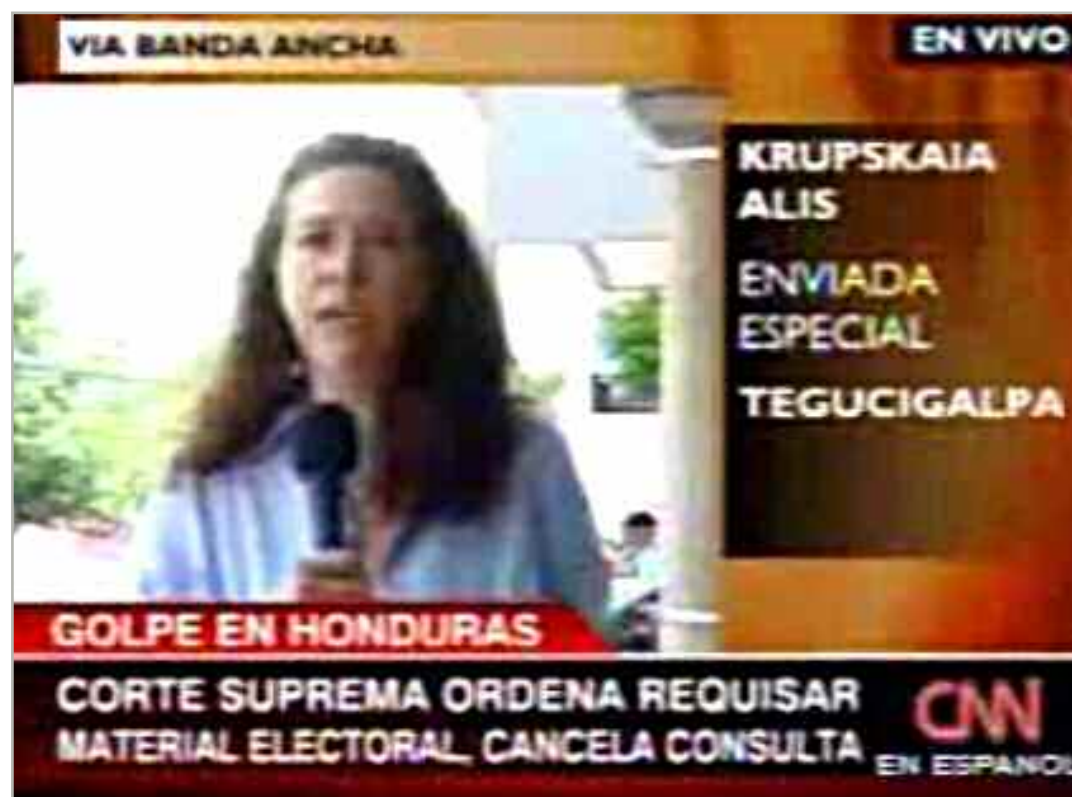 VIA BANDA ANCHA
EN VIVO
KRUPSKAIA
ALIS
ENVIADA
ESPECIAL
TEGUCIGALPA
GOLPE EN HONDURAS
CORTE SUPREMA ORDENA REQUISAR
MATERIAL ELECTORAL, CANCELA CONSULTA
CNN
EN ESPAÑOL